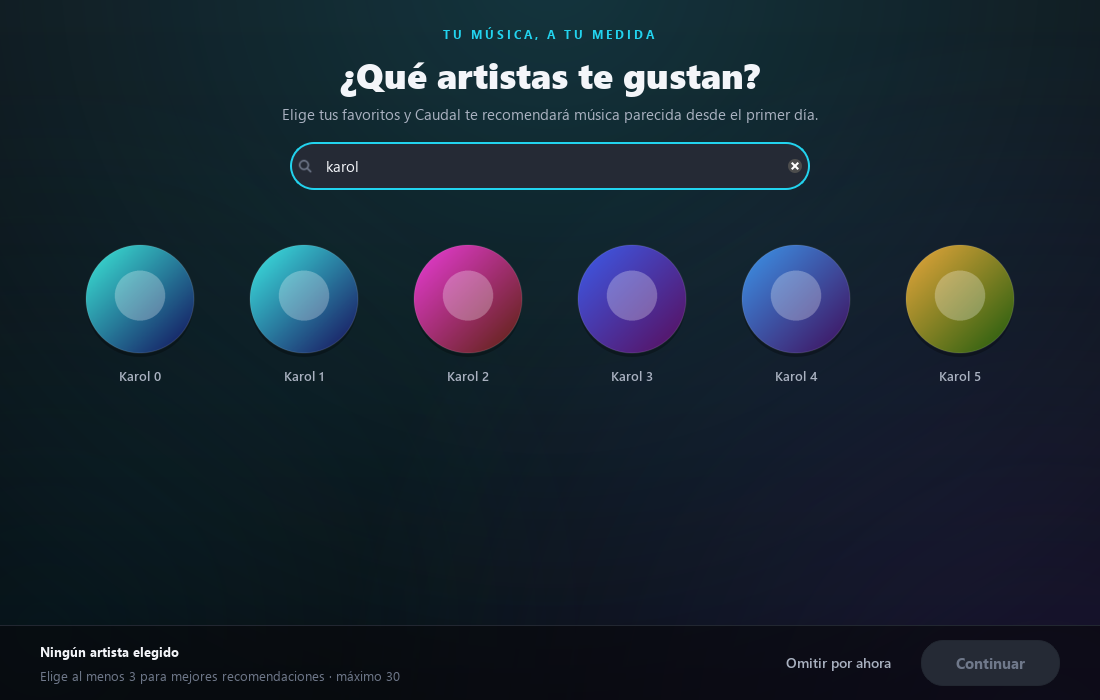 TU MÚSICA, A TU MEDIDA
¿Qué artistas te gustan?
Elige tus favoritos y Caudal te recomendará música parecida desde el primer día.
karol
Karol 0
Karol 1
Karol 2
Karol 3
Karol 4
Karol 5
Ningún artista elegido
Elige al menos 3 para mejores recomendaciones · máximo 30
Omitir por ahora
Continuar